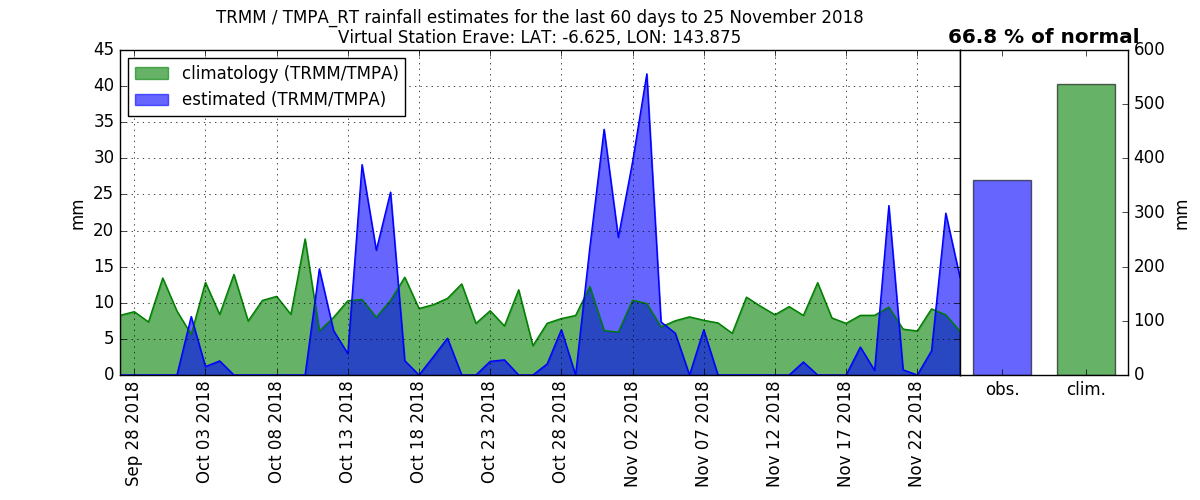 TRMM / TMPA_RT rainfall estimates for the last 60 days to 25 November 2018
Virtual Station Erave: LAT: -6.625, LON: 143.875
66.8 % of normal
climatology (TRMM/TMPA)
estimated (TRMM/TMPA)
mm
45
40
35
30
25
20
15
10
5
0
Sep 28 2018
Oct 03 2018
Oct 08 2018
Oct 13 2018
Oct 18 2018
Oct 23 2018
Oct 28 2018
Nov 02 2018
Nov 07 2018
Nov 12 2018
Nov 17 2018
Nov 22 2018
obs.
clim.
600
500
400
300
200
100
0
mm